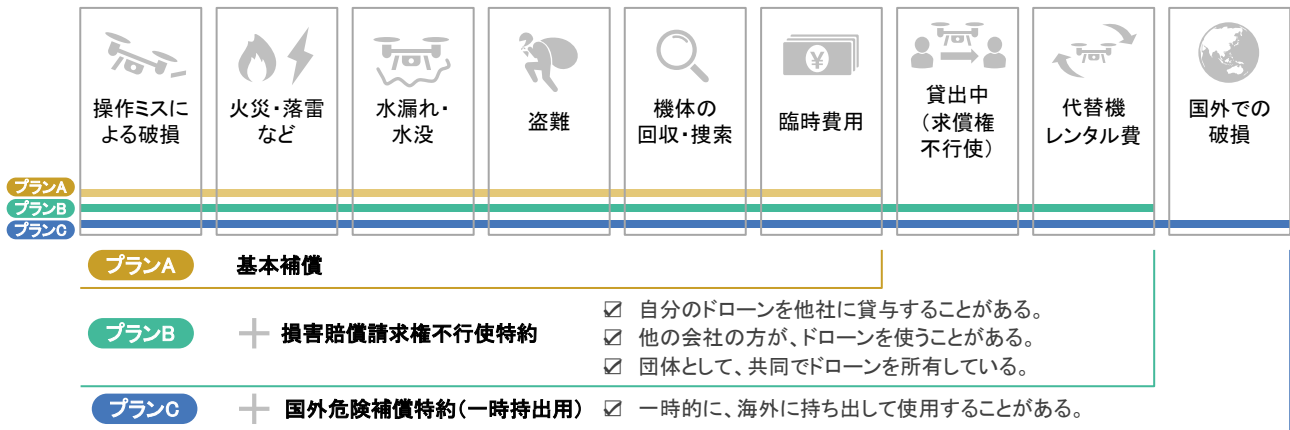 操作ミスに
よる破損
火災・落雷
など
水漏れ・
水没
盗難
機体の
回収・捜索
臨時費用
貸出中
（求償権
不行使）
代替機
レンタル費
国外での
破損
プランA
プランB
プランC
プランA 基本補償
プランB ＋ 損害賠償請求権不行使特約
☑ 自分のドローンを他社に貸与することがある。
☑ 他の会社の方が、ドローンを使うことがある。
☑ 団体として、共同でドローンを所有している。
プランC ＋ 国外危険補償特約（一時持出用） ☑ 一時的に、海外に持ち出して使用することがある。